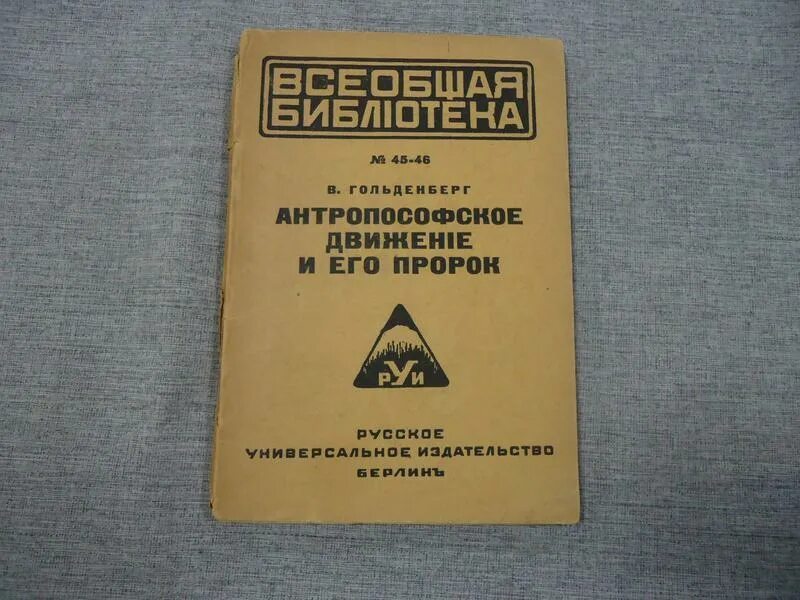 ВСЕОБЩАЯ
БИБЛІОТЕКА
№ 45-46
В. ГОЛЬДЕНБЕРГ
АНТРОПОСОФСКОЕ
ДВИЖЕНІЕ
И ЕГО ПРОРОК
РУИ
РУССКОЕ
УНИВЕРСАЛЬНОЕ ИЗДАТЕЛЬСТВО
БЕРЛИНЪ